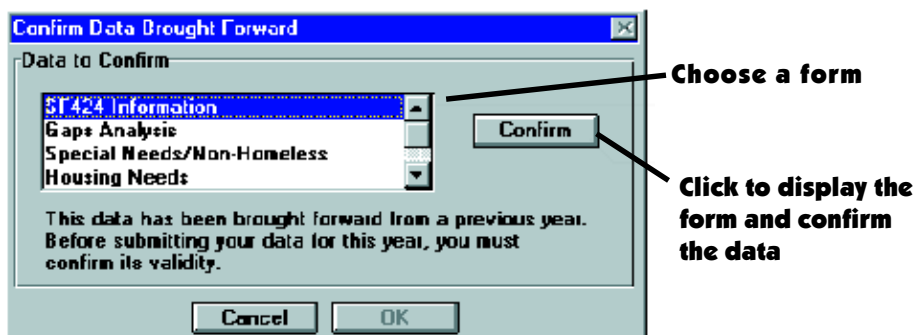 Confirm Data Brought Forward
Data to Confirm
SF424 Information
Gaps Analysis
Special Needs/Non-Homeless
Housing Needs
Confirm
This data has been brought forward from a previous year.
Before submitting your data for this year, you must
confirm its validity.
Cancel
OK
Choose a form
Click to display the
form and confirm
the data